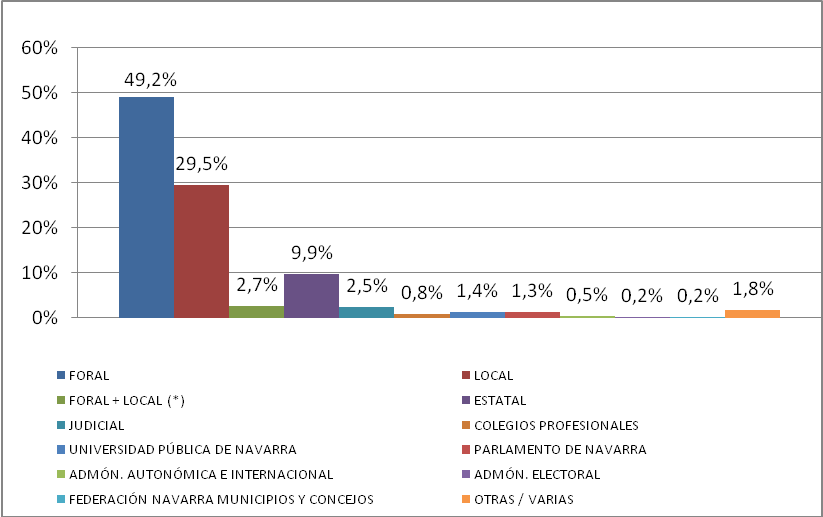 60%
50%
40%
30%
20%
10%
0%
49,2%
29,5%
2,7%
9,9%
2,5%
0,8%
1,4%
1,3%
0,5%
0,2%
0,2%
1,8%
FORAL
LOCAL
FORAL + LOCAL (*)
ESTATAL
JUDICIAL
COLEGIOS PROFESIONALES
UNIVERSIDAD PÚBLICA DE NAVARRA
PARLAMENTO DE NAVARRA
ADMÓN. AUTONÓMICA E INTERNACIONAL
ADMÓN. ELECTORAL
FEDERACIÓN NAVARRA MUNICIPIOS Y CONCEJOS
OTRAS / VARIAS